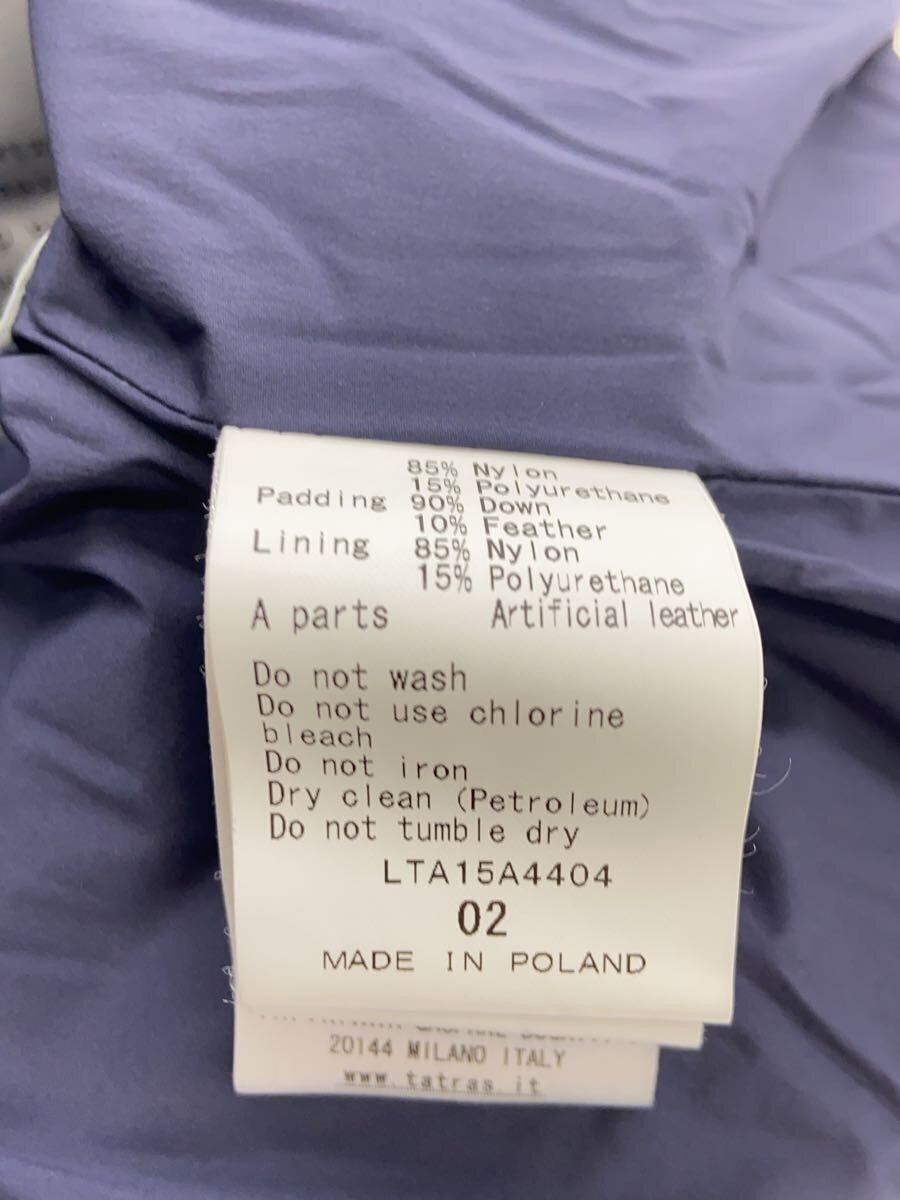 85% Nylon
15% Polyurethane
Padding 90% Down
10% Feather
Lining 85% Nylon
15% Polyurethane
A parts Artificial leather
Do not wash
Do not use chlorine
bleach
Do not iron
Dry clean (Petroleum)
Do not tumble dry
LTA15A4404
02
MADE IN POLAND
20144 MILANO ITALY
www.tatras.it